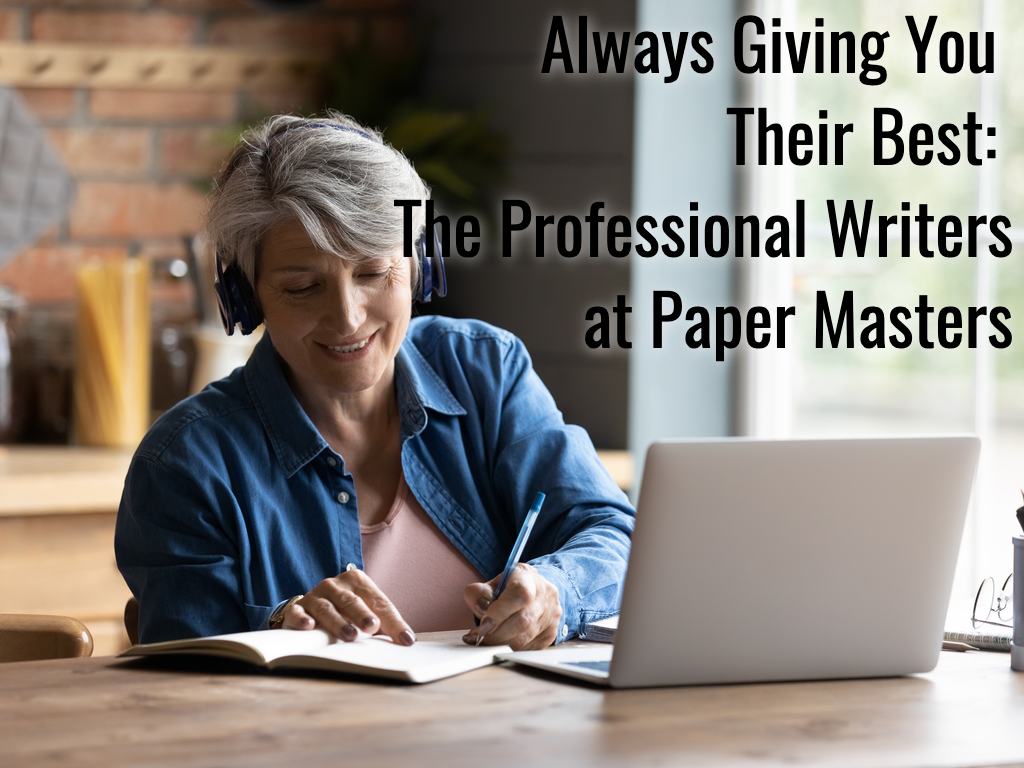 Always Giving You
Their Best:
The Professional Writers
at Paper Masters